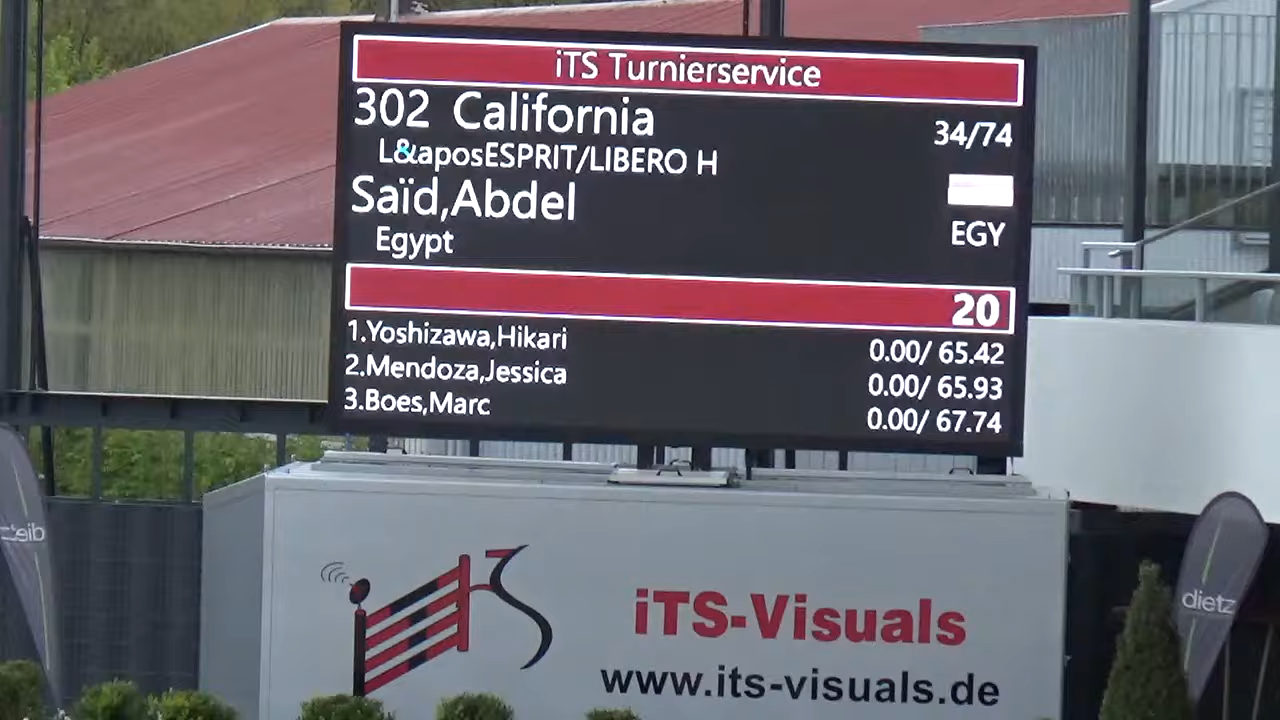 iTS Turnierservice
302 California
34/74
L&aposESPRIT/LIBERO H
Saïd,Abdel
Egypt
EGY
20
1.Yoshizawa,Hikari 0.00/ 65.42
2.Mendoza,Jessica 0.00/ 65.93
3.Boes,Marc 0.00/ 67.74
iTS-Visuals
www.its-visuals.de
dietz